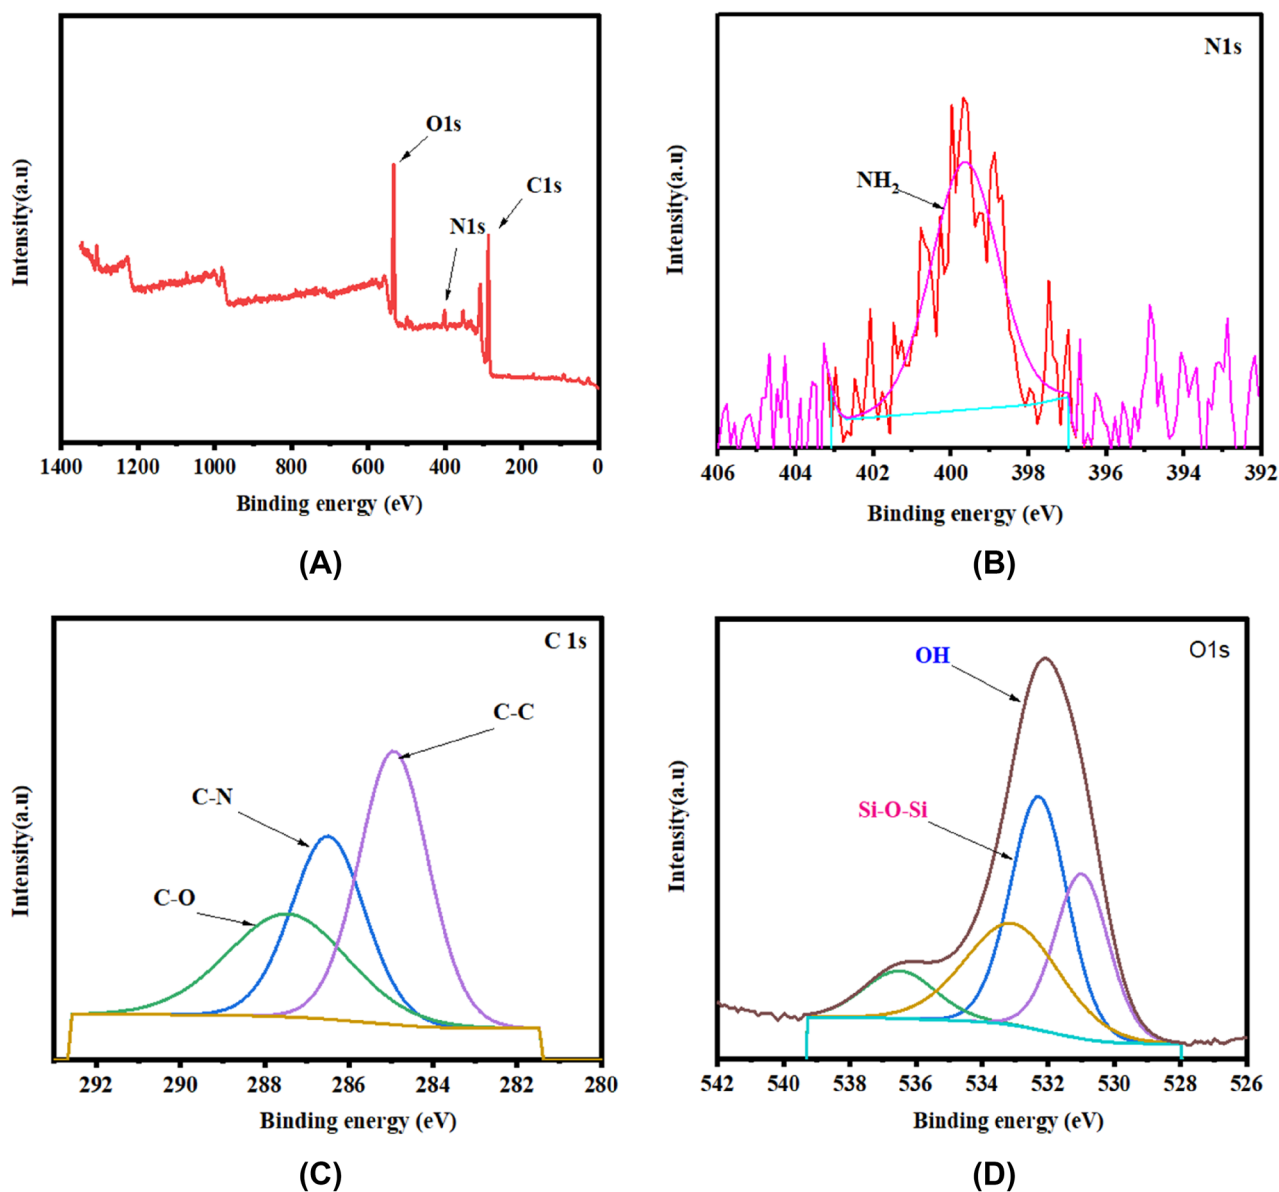 O1s
C1s
N1s
Intensity(a.u)
1400 1200 1000 800 600 400 200 0
Binding energy (eV)
(A)
N1s
NH2
Intensity(a.u)
406 404 402 400 398 396 394 392
Binding energy (eV)
(B)
C 1s
C-C
C-N
C-O
Intensity(a.u)
292 290 288 286 284 282 280
Binding energy (eV)
(C)
O1s
OH
Si-O-Si
Intensity(a.u)
542 540 538 536 534 532 530 528 526
Binding energy (eV)
(D)